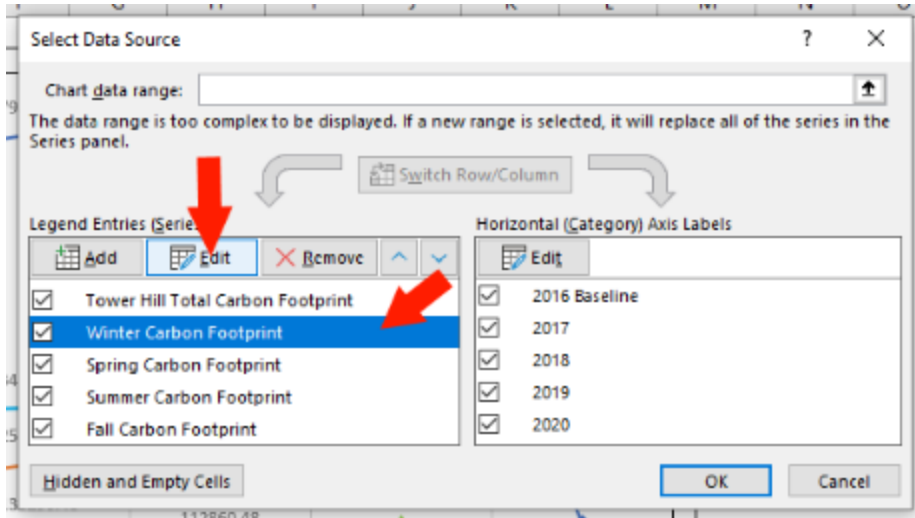 Select Data Source
?
Chart data range:
The data range is too complex to be displayed. If a new range is selected, it will replace all of the series in the
Series panel.
Switch Row/Column
Legend Entries (Serie
Horizontal (Category) Axis Labels
Add Edit Remove
Edit
Tower Hill Total Carbon Footprint
2016 Baseline
Winter Carbon Footprint
2017
Spring Carbon Footprint
2018
Summer Carbon Footprint
2019
Fall Carbon Footprint
2020
Hidden and Empty Cells
OK Cancel